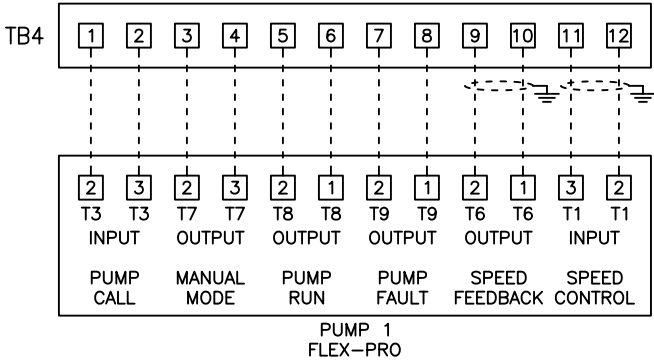 TB4 1 2 3 4 5 6 7 8 9 10 11 12
2 3 2 3 2 1 2 1 2 1 3 2
T3 T3 T7 T7 T8 T8 T9 T9 T6 T6 T1 T1
INPUT OUTPUT OUTPUT OUTPUT OUTPUT INPUT
PUMP MANUAL PUMP PUMP SPEED SPEED
CALL MODE RUN FAULT FEEDBACK CONTROL
PUMP 1
FLEX-PRO